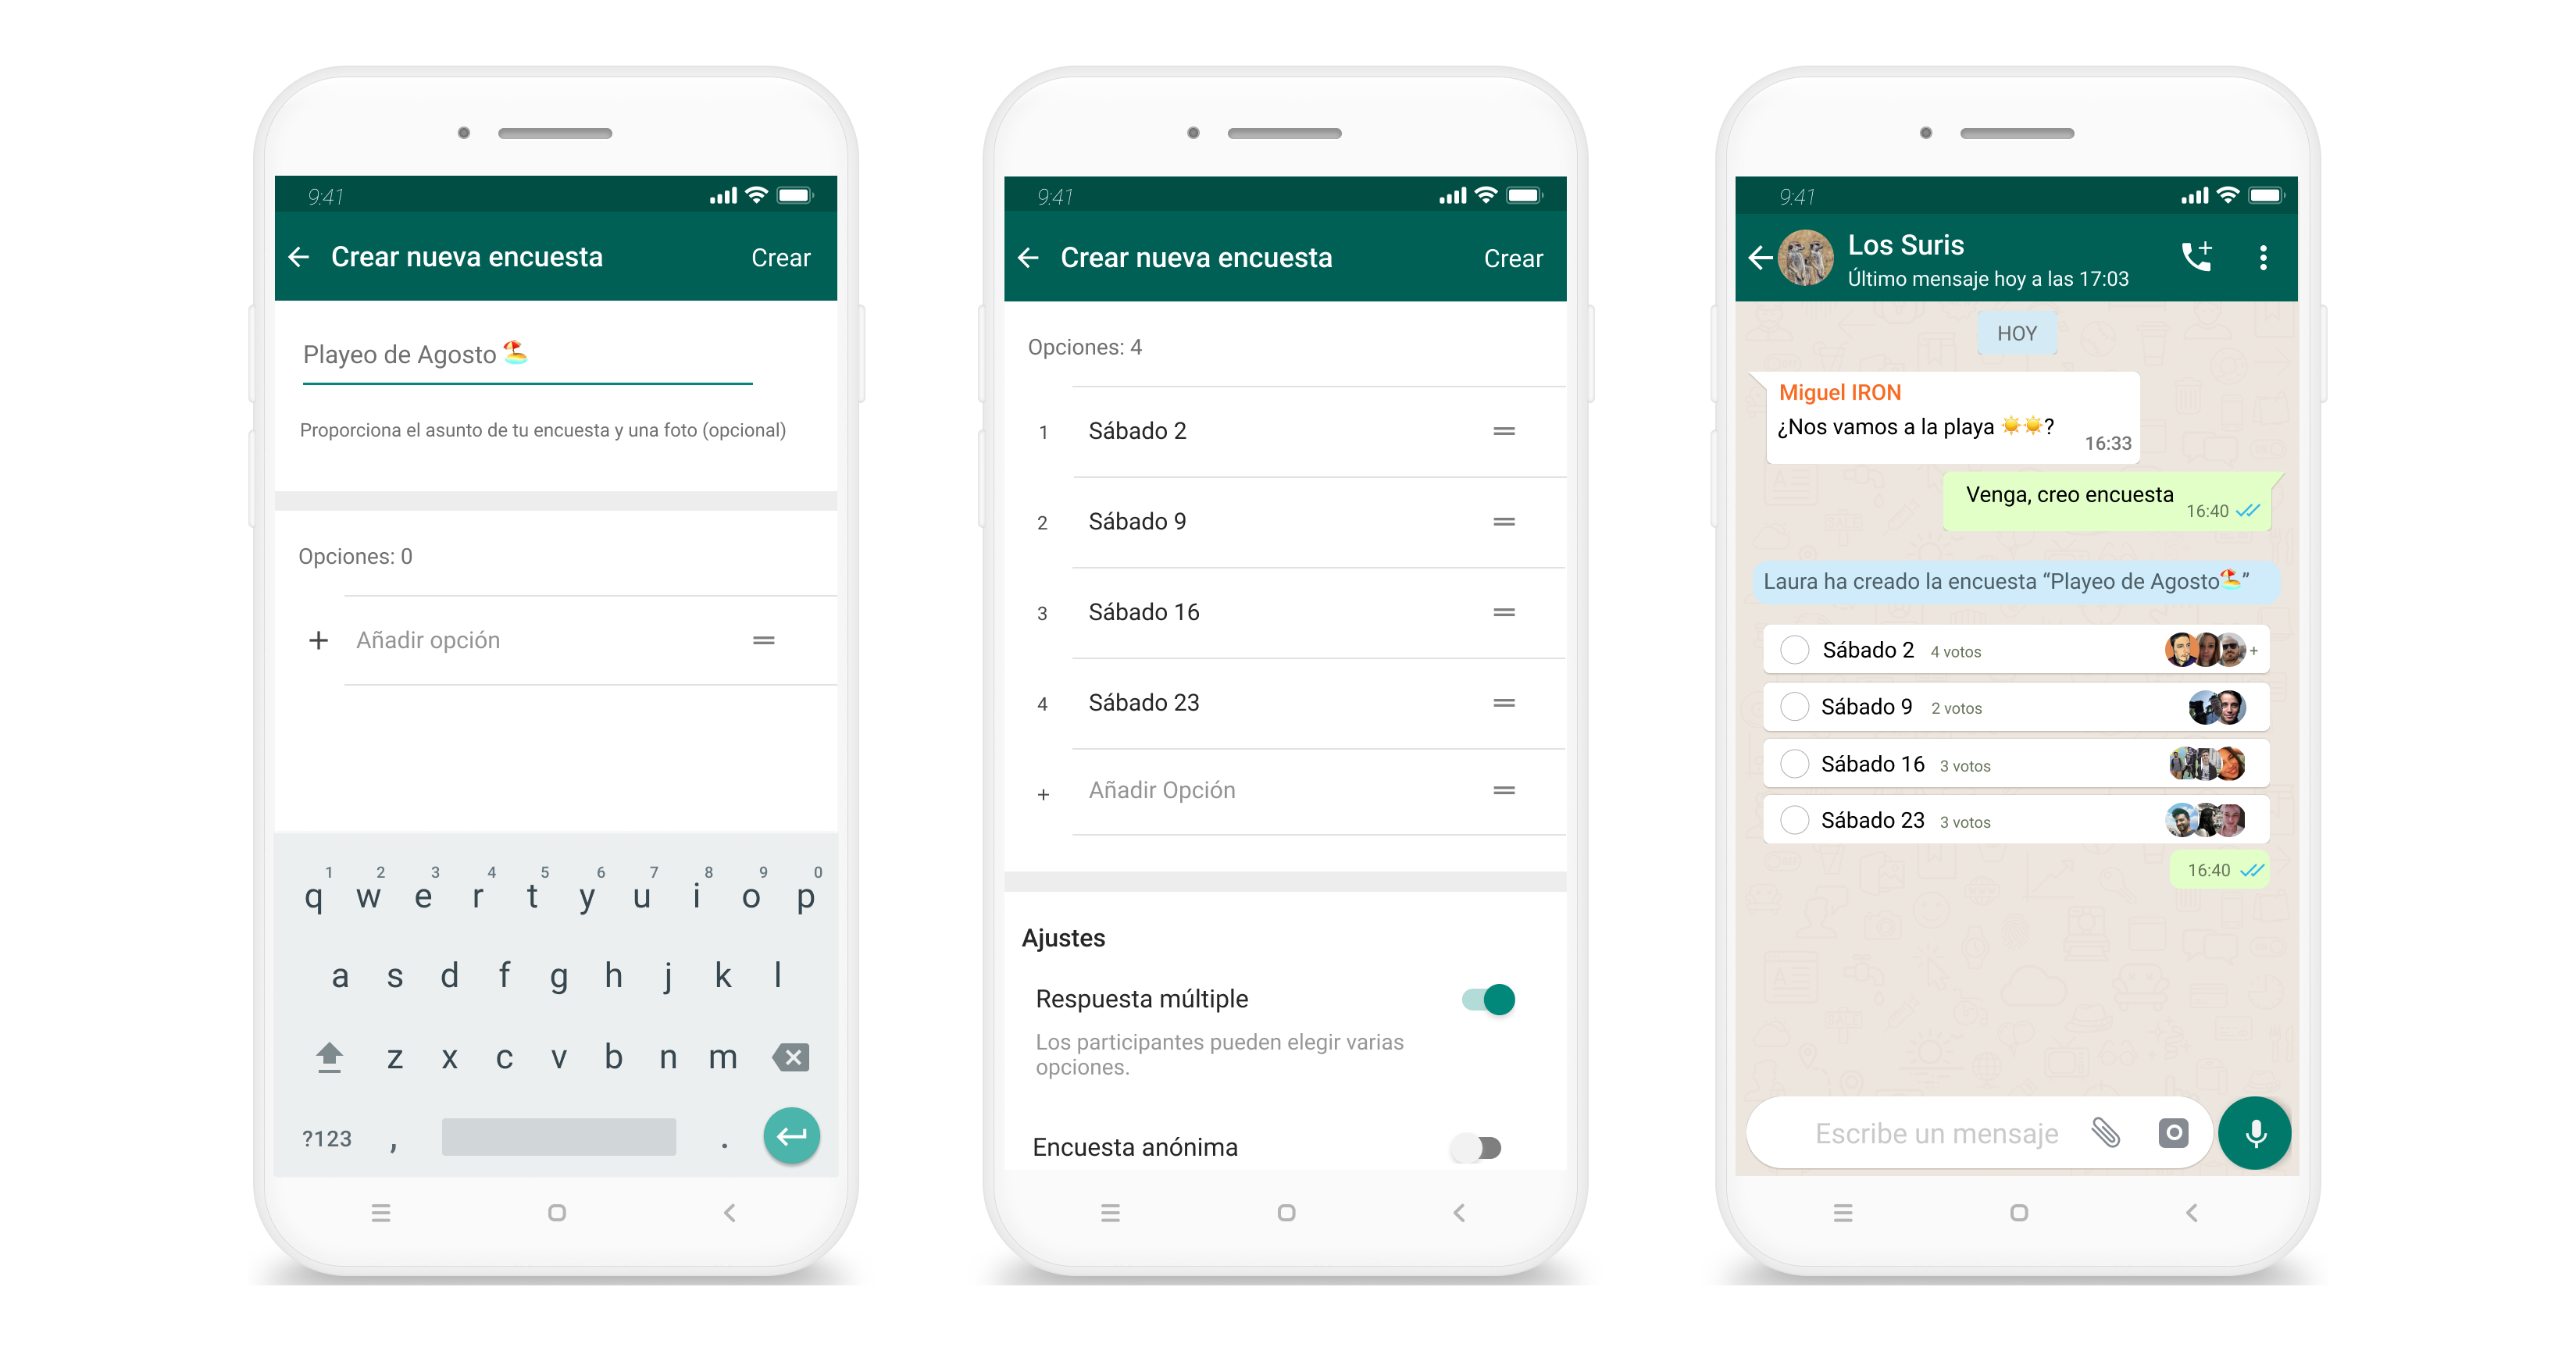 9:41
Crear nueva encuesta
Crear
Playeo de Agosto 🏖️
Proporciona el asunto de tu encuesta y una foto (opcional)
Opciones: 0
+ Añadir opción
1 2 3 4 5 6 7 8 9 0
q w e r t y u i o p
a s d f g h j k l
z x c v b n m
?123 , .
9:41
Crear nueva encuesta
Crear
Opciones: 4
1 Sábado 2
2 Sábado 9
3 Sábado 16
4 Sábado 23
+ Añadir Opción
Ajustes
Respuesta múltiple
Los participantes pueden elegir varias
opciones.
Encuesta anónima
9:41
Los Suris
Último mensaje hoy a las 17:03
HOY
Miguel IRON
¿Nos vamos a la playa ☀️☀️?
16:33
Venga, creo encuesta
16:40
Laura ha creado la encuesta “Playeo de Agosto🏖️”
Sábado 2 4 votos +
Sábado 9 2 votos
Sábado 16 3 votos
Sábado 23 3 votos
16:40
Escribe un mensaje